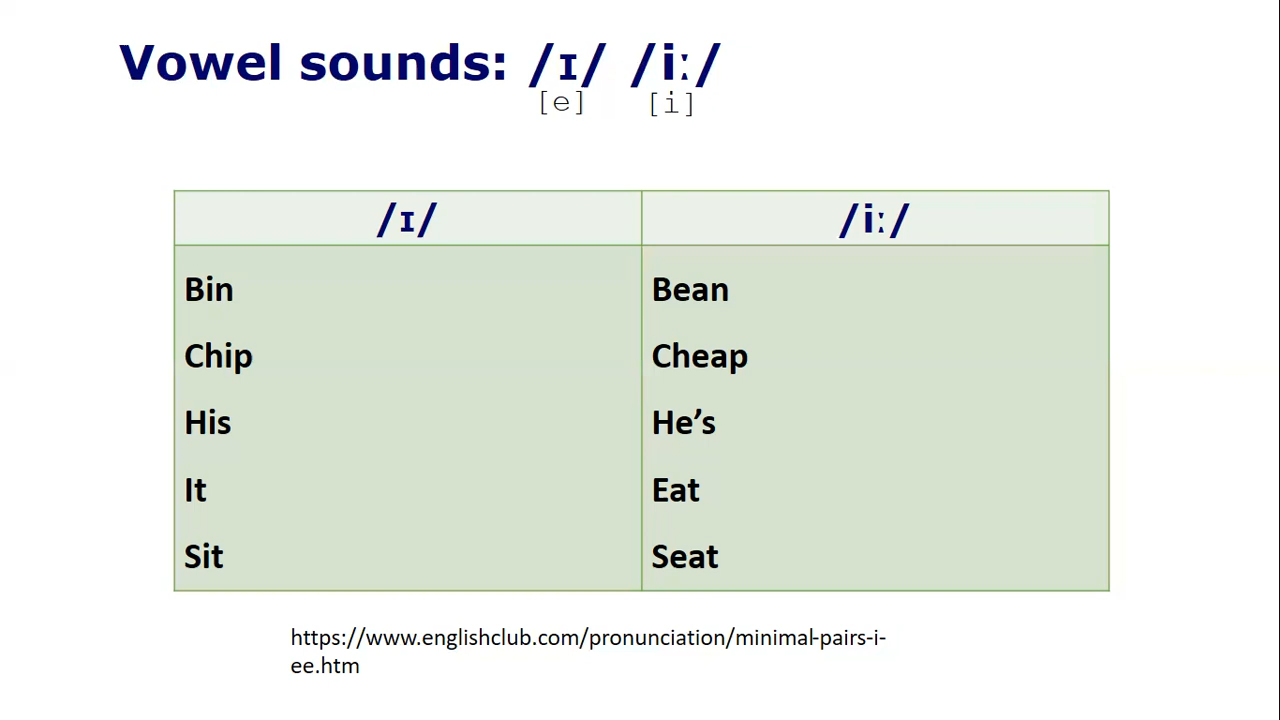 Vowel sounds: /ɪ/ /iː/
[e] [i]
/ɪ/ /iː/
Bin Bean
Chip Cheap
His He’s
It Eat
Sit Seat
https://www.englishclub.com/pronunciation/minimal-pairs-i-
ee.htm